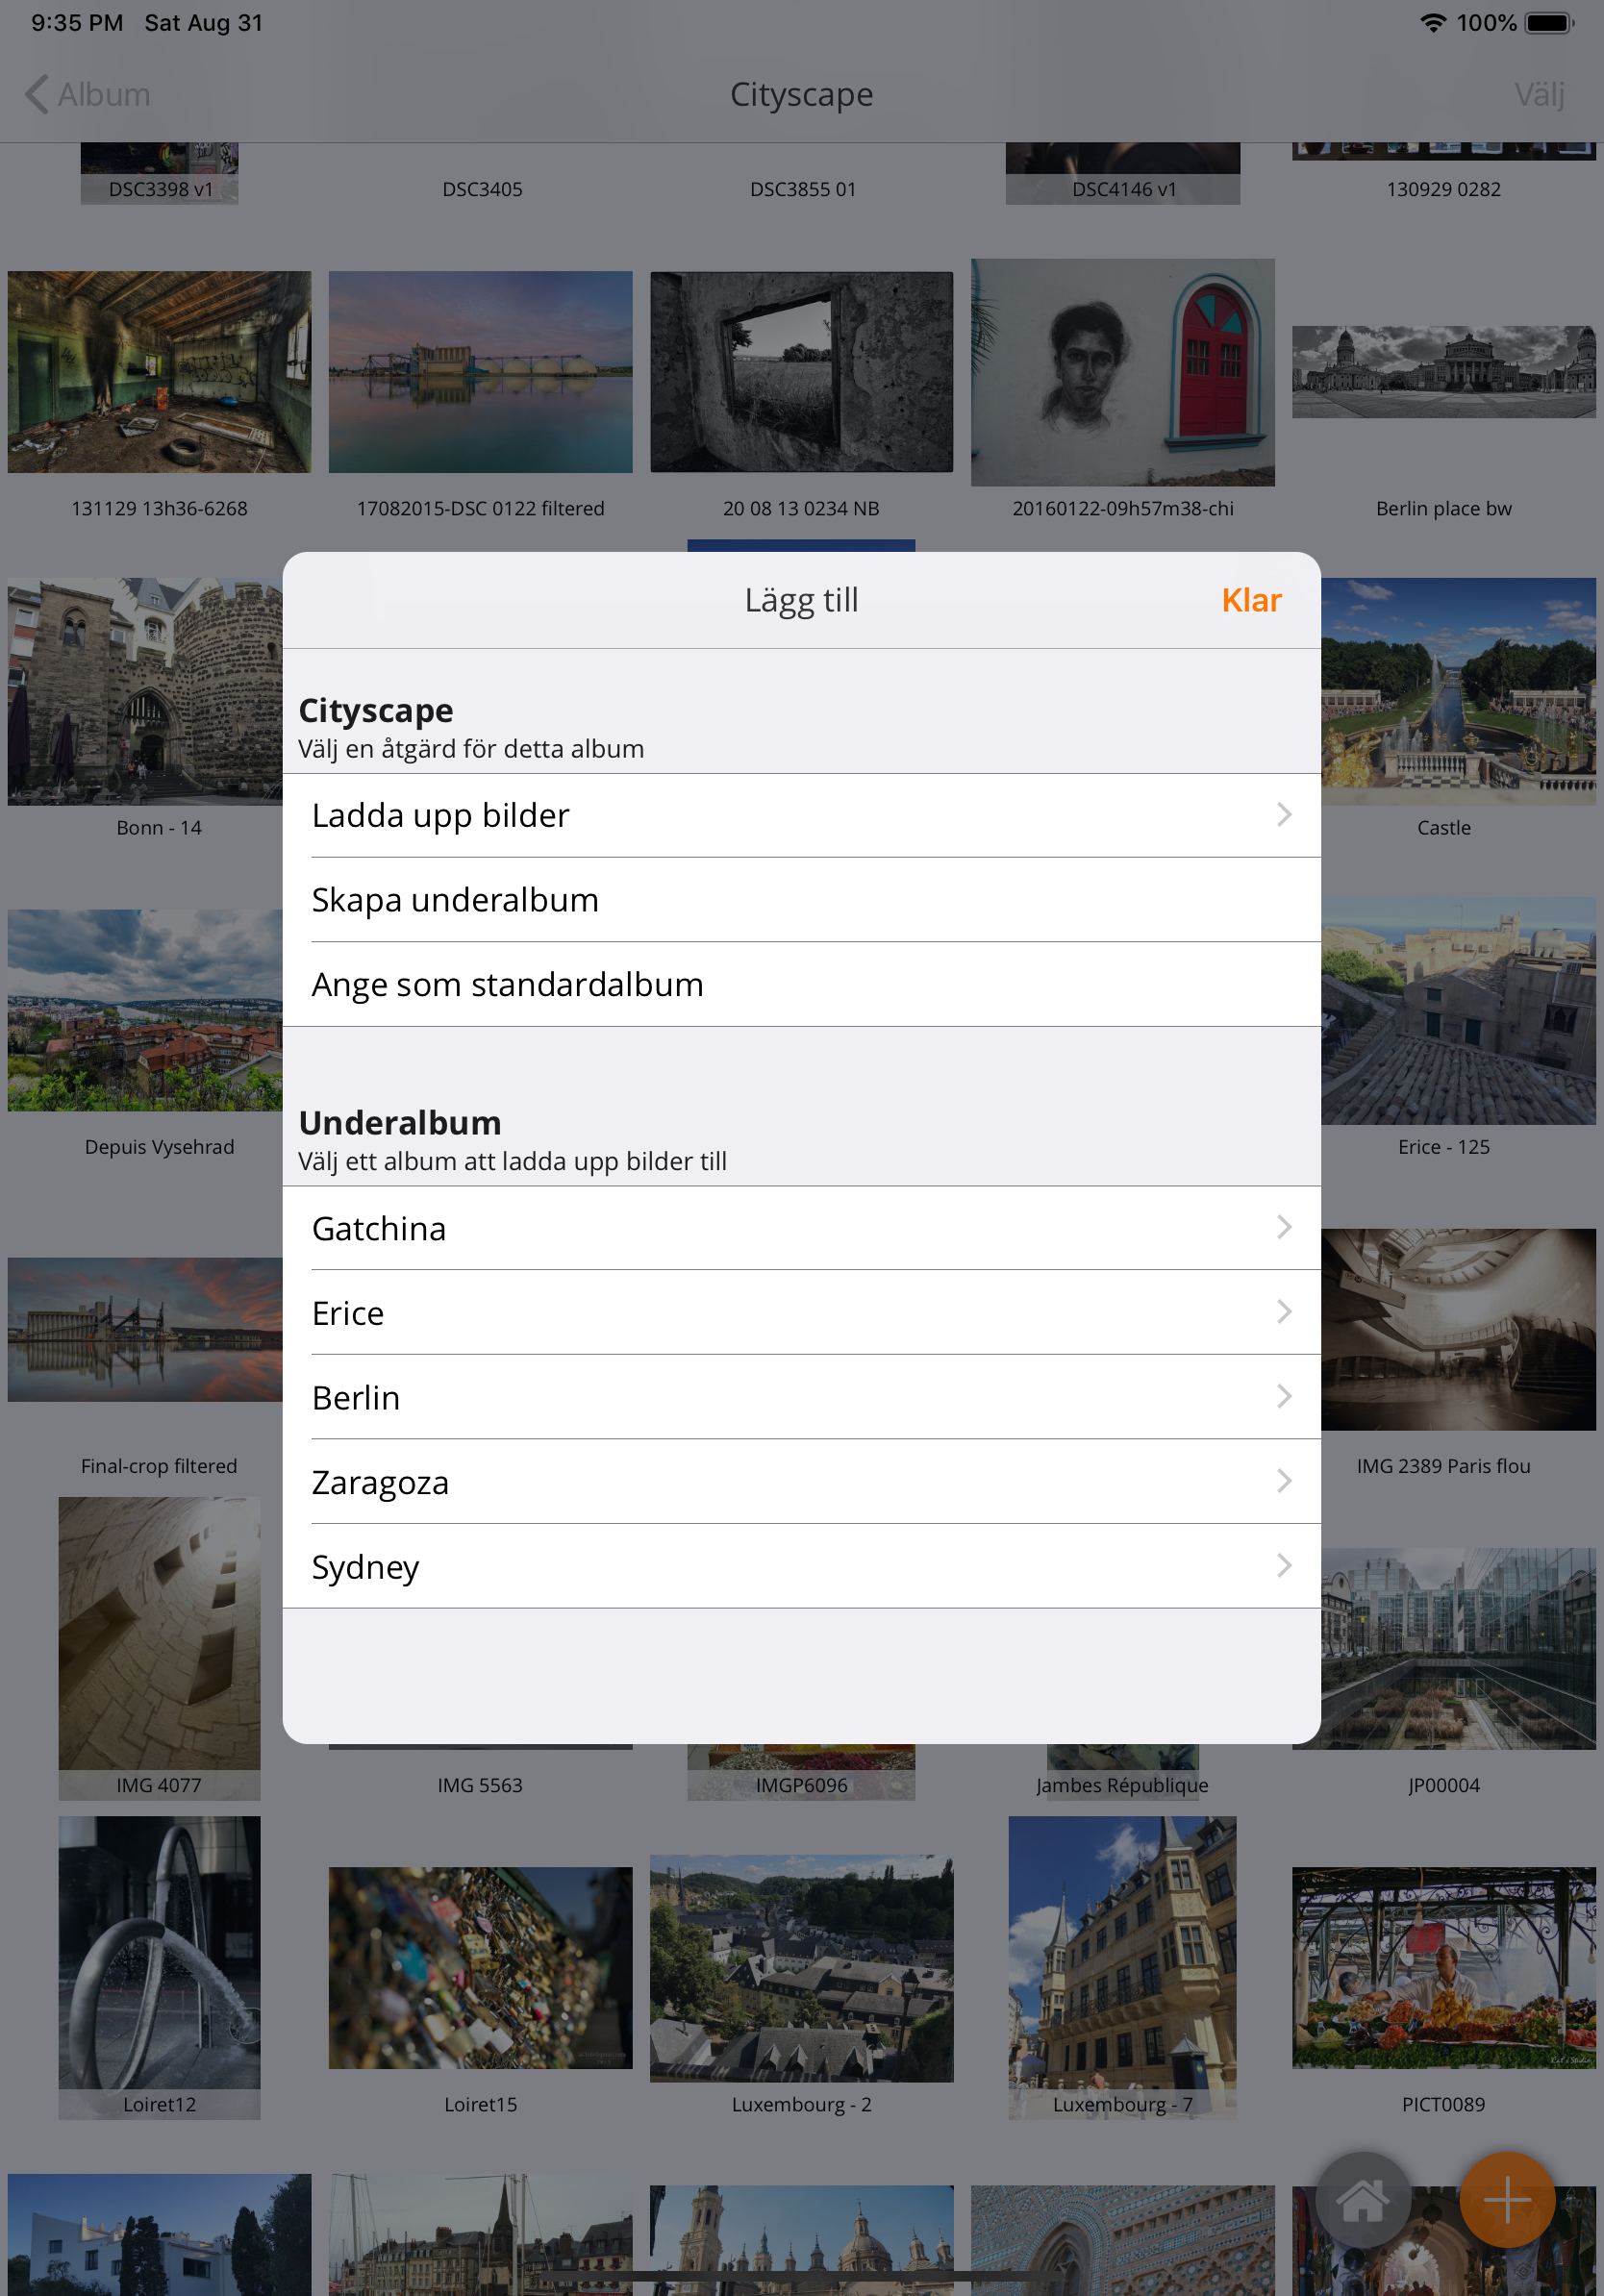 9:35 PM Sat Aug 31 100%
Album Cityscape Välj
DSC3398 v1 DSC3405 DSC3855 01 DSC4146 v1 130929 0282
131129 13h36-6268 17082015-DSC 0122 filtered 20 08 13 0234 NB 20160122-09h57m38-chi Berlin place bw
Lägg till Klar
Cityscape
Välj en åtgärd för detta album
Ladda upp bilder
Bonn - 14 Castle
Skapa underalbum
Ange som standardalbum
Underalbum
Depuis Vysehrad Erice - 125
Välj ett album att ladda upp bilder till
Gatchina
Erice
Berlin
Final-crop filtered IMG 2389 Paris flou
Zaragoza
Sydney
IMG 4077 IMG 5563 IMGP6096 Jambes République JP00004
Loiret12 Loiret15 Luxembourg - 2 Luxembourg - 7 PICT0089